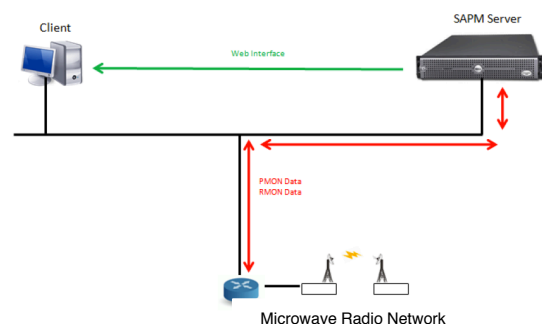 SAPM Server
Client
Web Interface
PMON Data
RMON Data
Microwave Radio Network